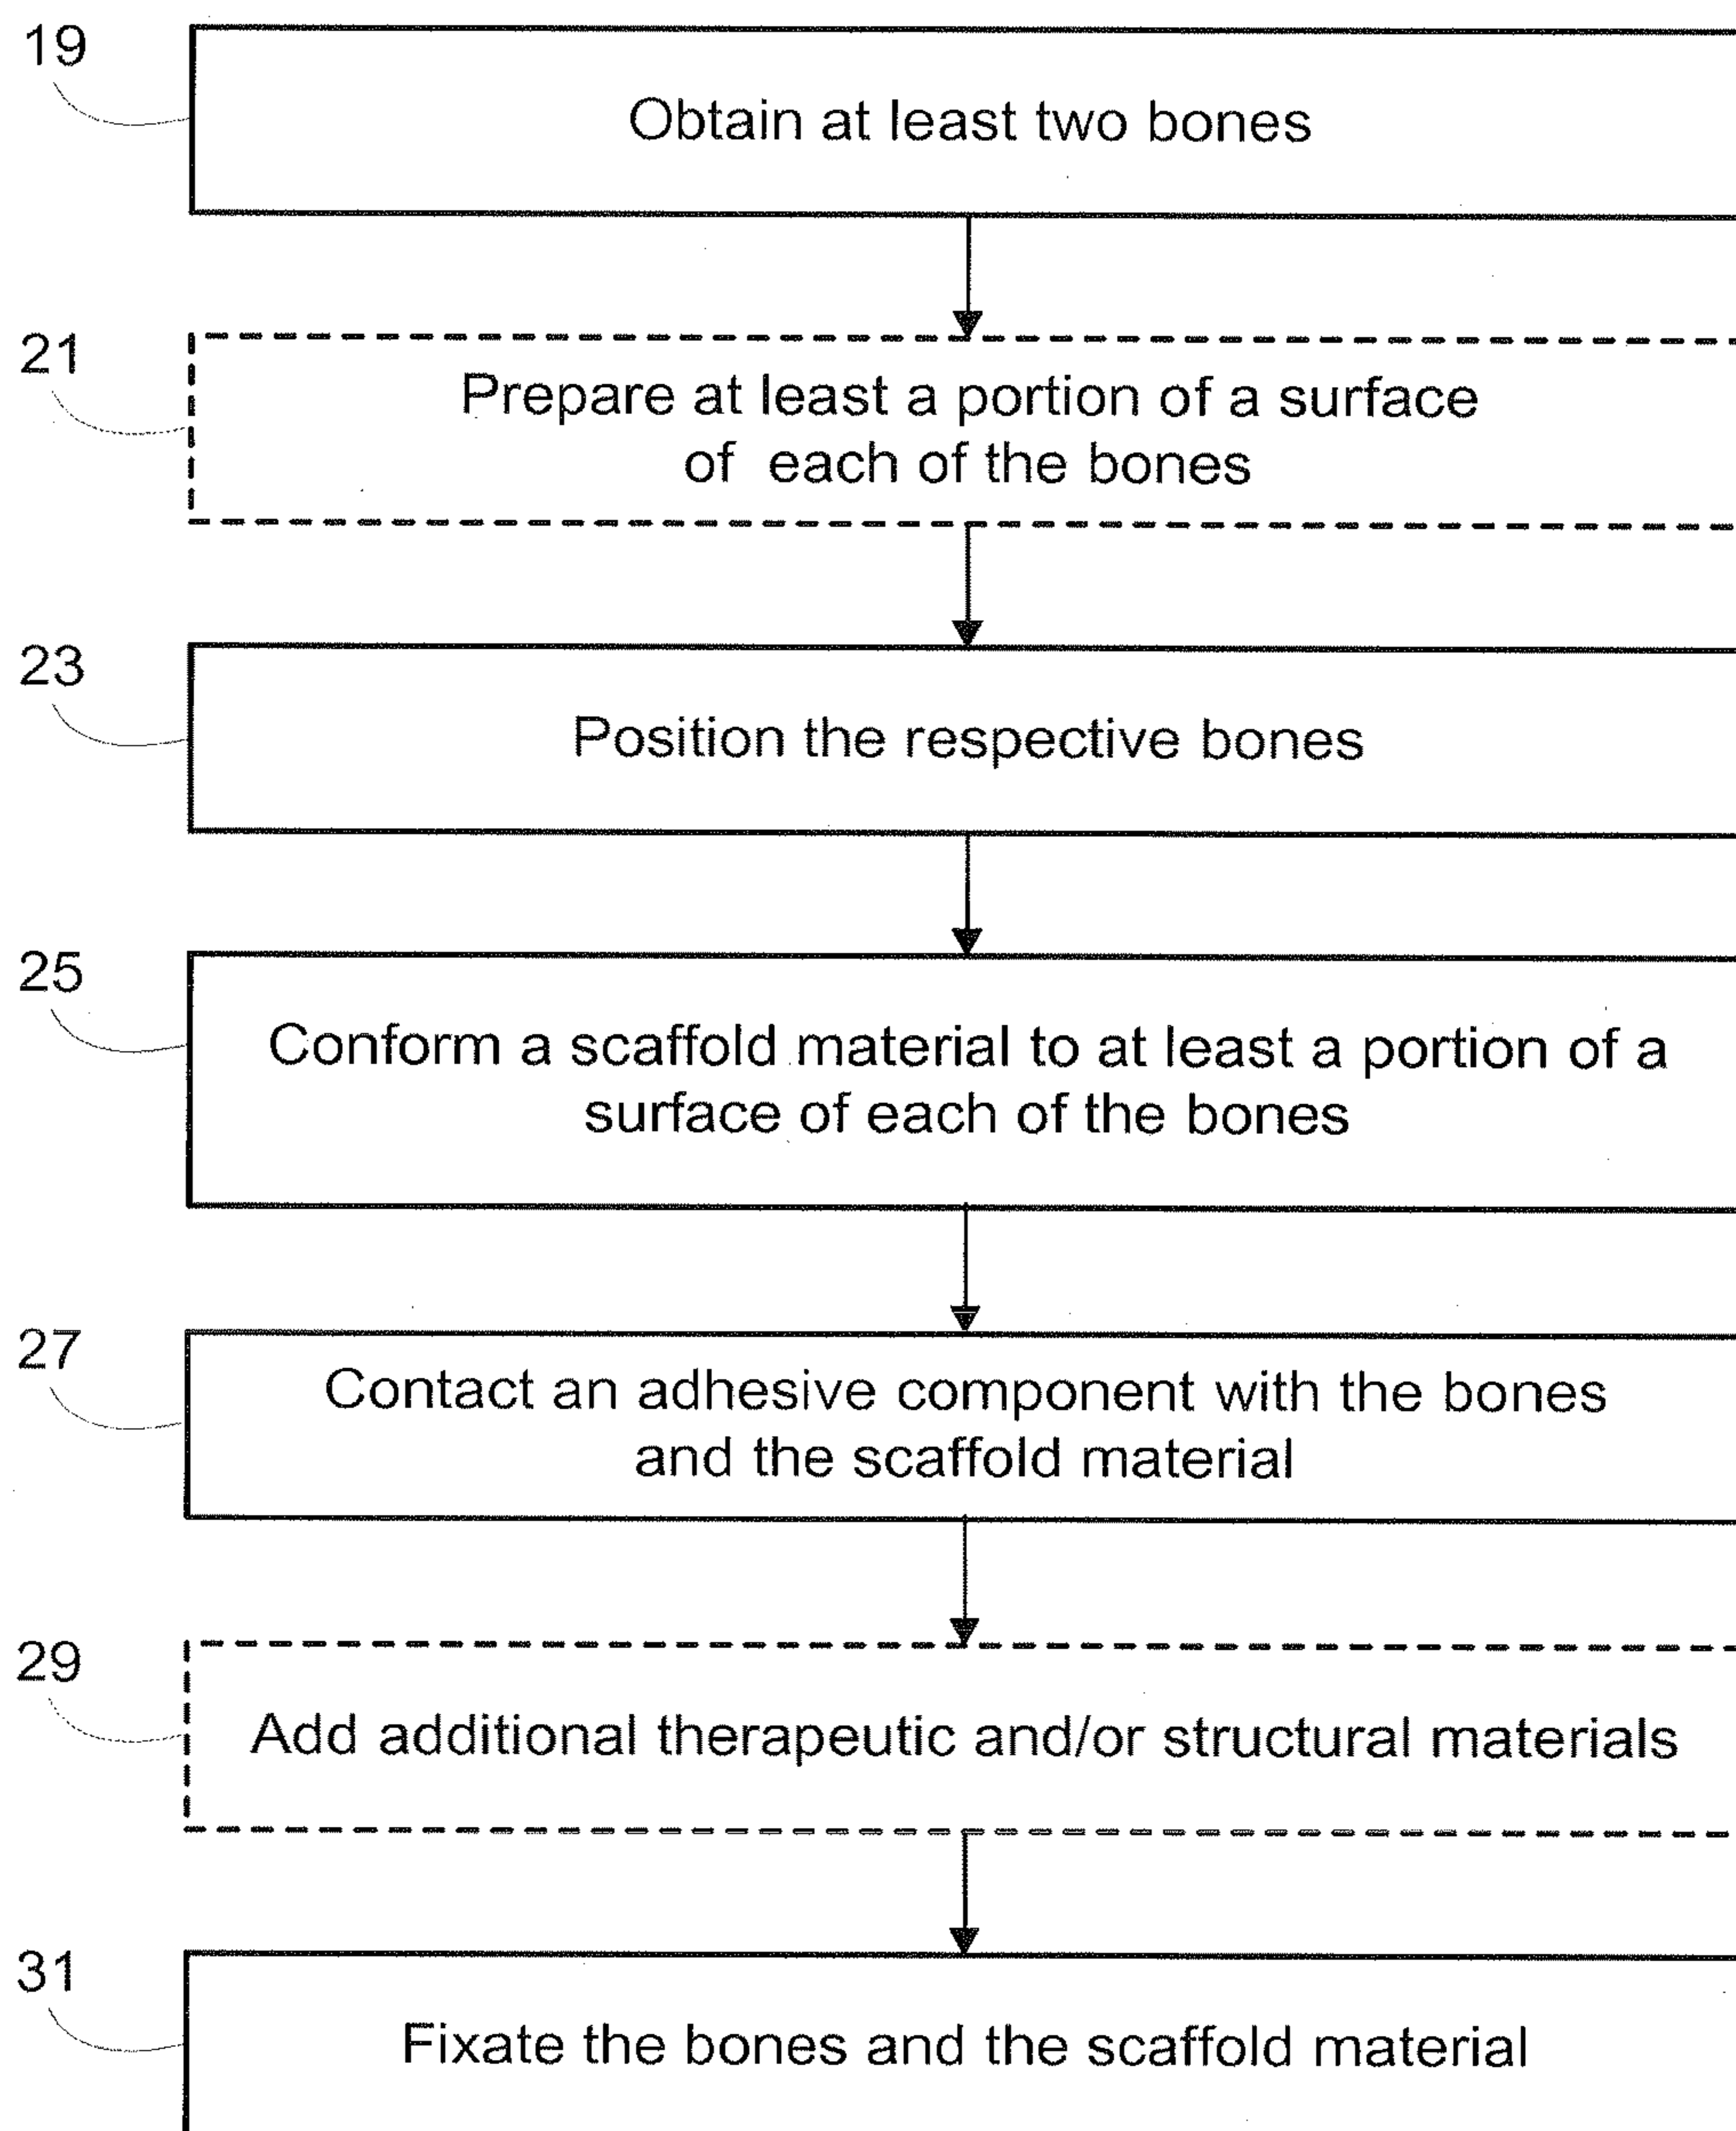 19
Obtain at least two bones
21
Prepare at least a portion of a surface
of each of the bones
23
Position the respective bones
25
Conform a scaffold material to at least a portion of a
surface of each of the bones
27
Contact an adhesive component with the bones
and the scaffold material
29
Add additional therapeutic and/or structural materials
31
Fixate the bones and the scaffold material